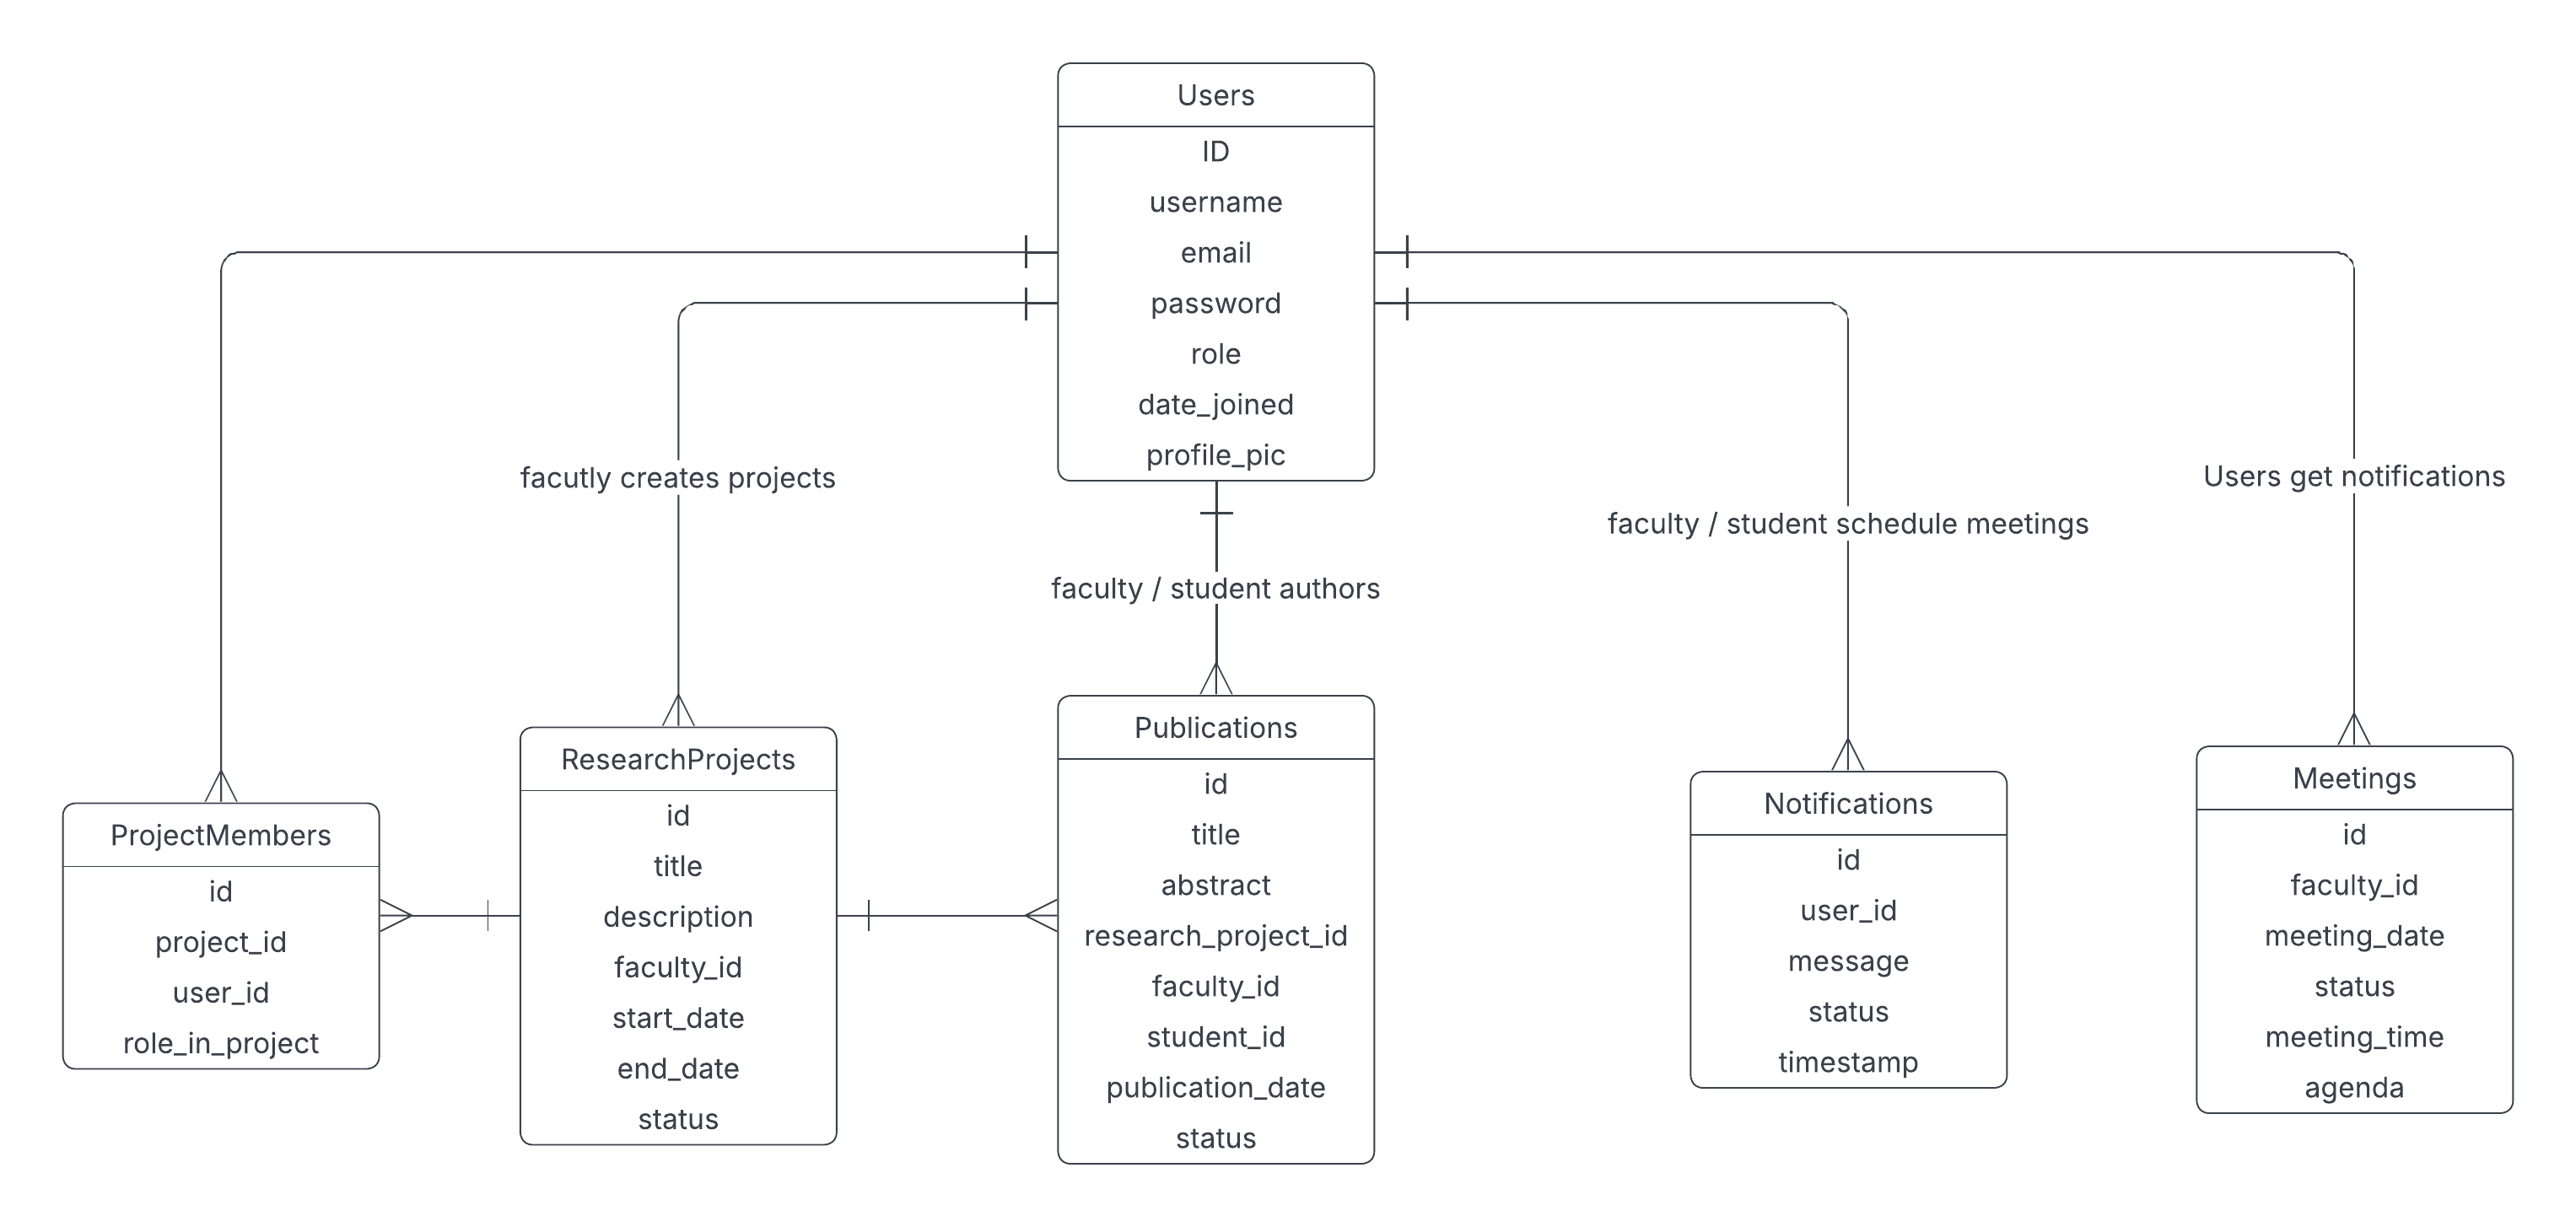 Users
ID
username
email
password
role
date_joined
profile_pic
facutly creates projects
faculty / student authors
faculty / student schedule meetings
Users get notifications
ProjectMembers
id
project_id
user_id
role_in_project
ResearchProjects
id
title
description
faculty_id
start_date
end_date
status
Publications
id
title
abstract
research_project_id
faculty_id
student_id
publication_date
status
Notifications
id
user_id
message
status
timestamp
Meetings
id
faculty_id
meeting_date
status
meeting_time
agenda